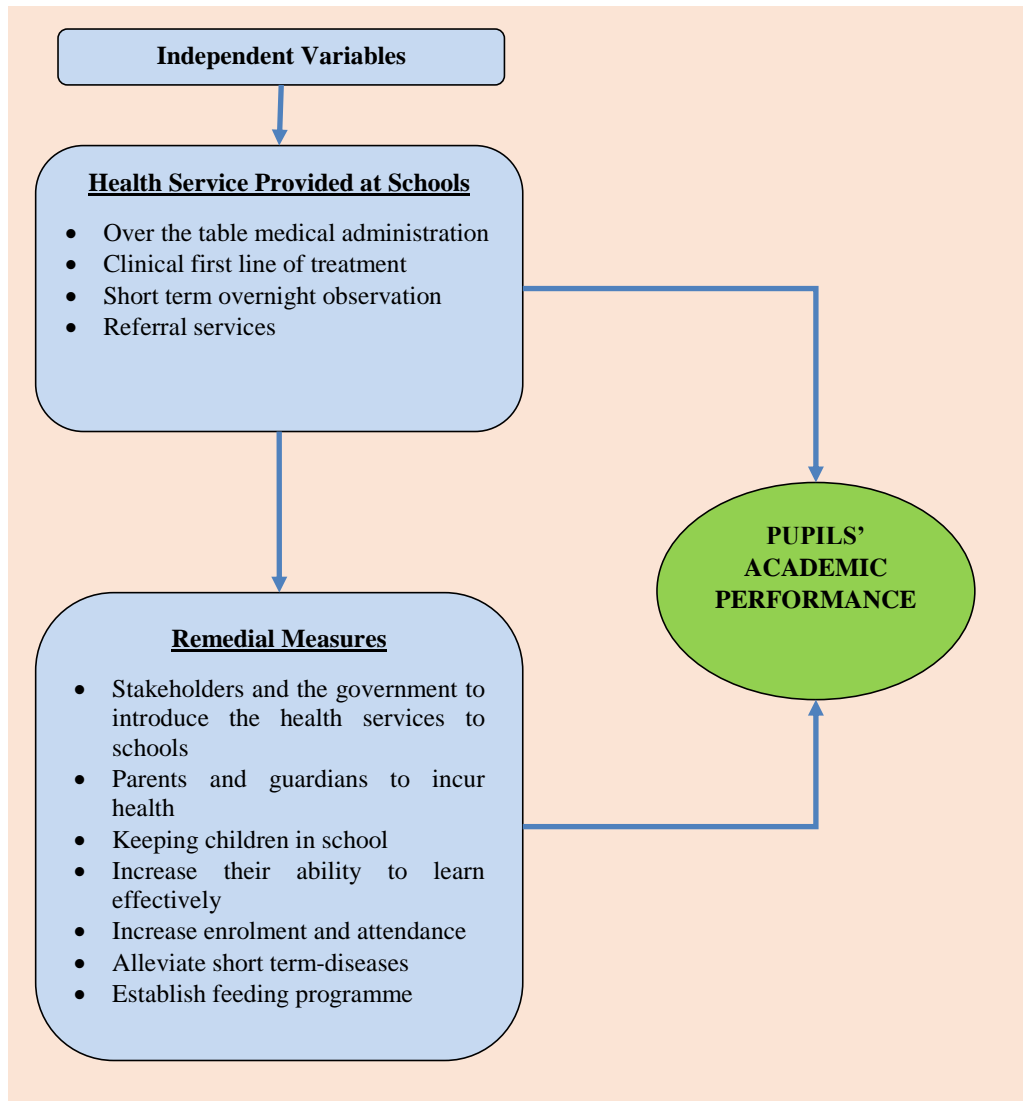 Independent Variables
Health Service Provided at Schools
• Over the table medical administration
• Clinical first line of treatment
• Short term overnight observation
• Referral services
PUPILS’
ACADEMIC
PERFORMANCE
Remedial Measures
• Stakeholders and the government to
introduce the health services to
schools
• Parents and guardians to incur
health
• Keeping children in school
• Increase their ability to learn
effectively
• Increase enrolment and attendance
• Alleviate short term-diseases
• Establish feeding programme